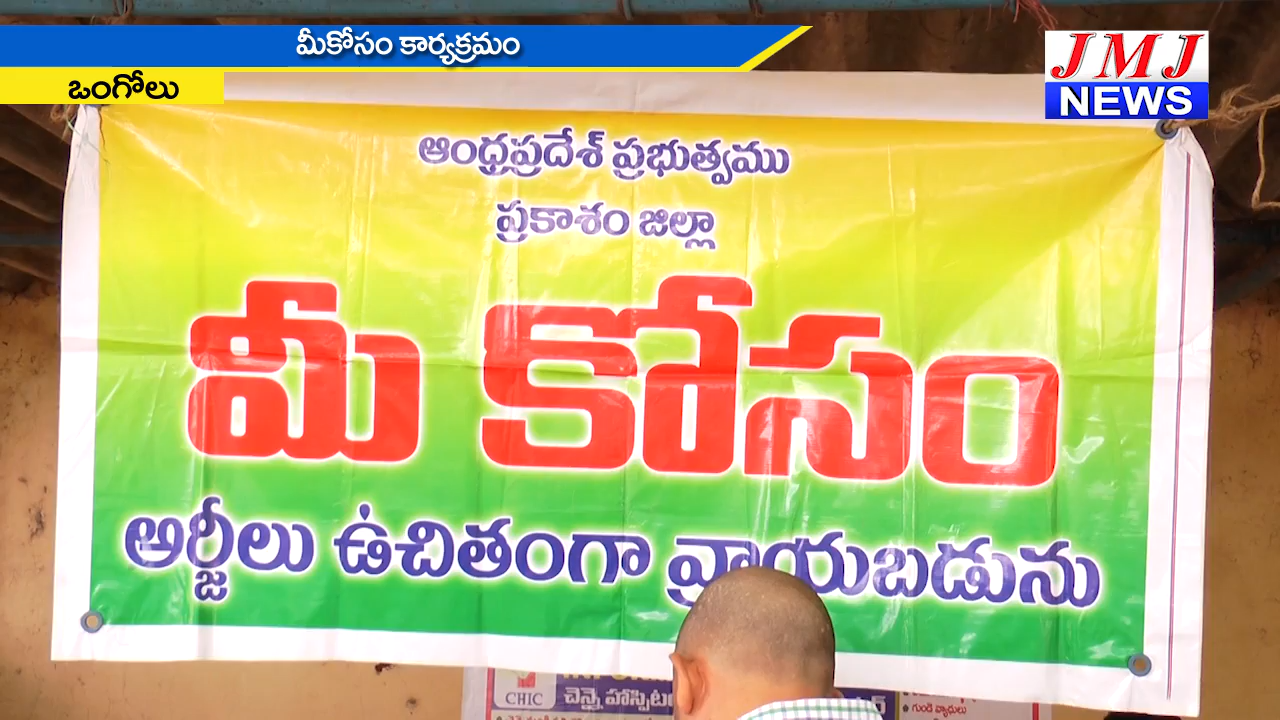 మీకోసం కార్యక్రమం
ఒంగోలు
JMJ
NEWS
ఆంధ్రప్రదేశ్ ప్రభుత్వము
ప్రకాశం జిల్లా
మీ కోసం
అర్జీలు ఉచితంగా వ్రాయబడును
CHIC
చెన్నై
గుండె వ్యాధులు